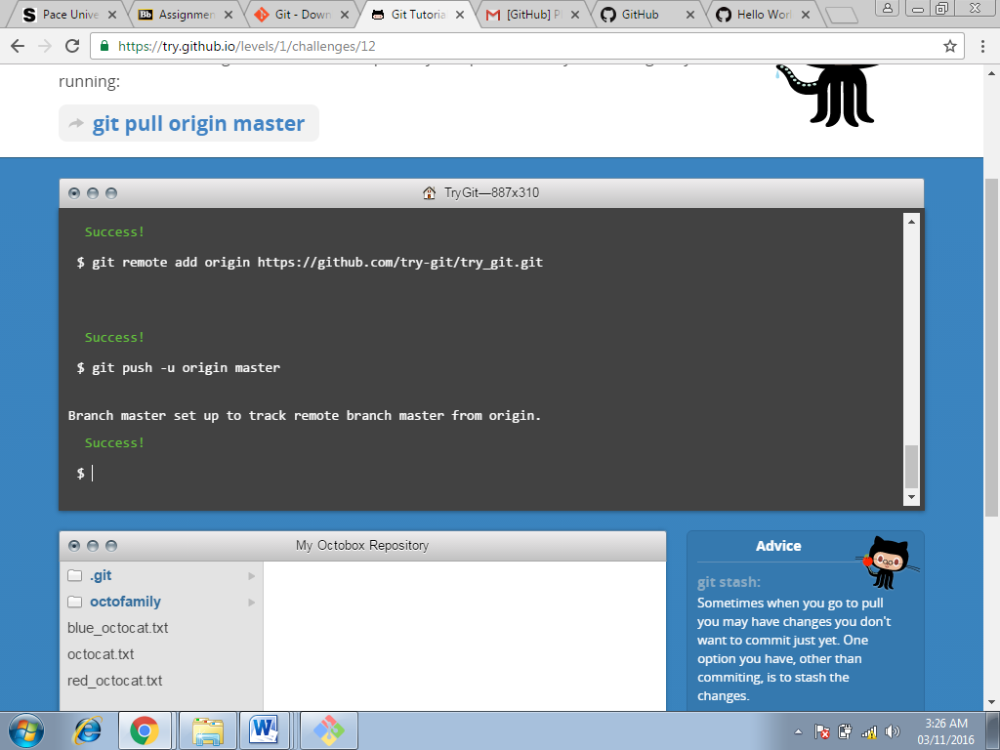 Pace Unive
Assignmen
Git - Down
Git Tutoria
[GitHub] Pl
GitHub
Hello Worl
https://try.github.io/levels/1/challenges/12
running:
git pull origin master
TryGit—887x310
Success!
$ git remote add origin https://github.com/try-git/try_git.git
Success!
$ git push -u origin master
Branch master set up to track remote branch master from origin.
Success!
$
My Octobox Repository
.git
octofamily
blue_octocat.txt
octocat.txt
red_octocat.txt
Advice
git stash:
Sometimes when you go to pull
you may have changes you don't
want to commit just yet. One
option you have, other than
commiting, is to stash the
changes.
3:26 AM
03/11/2016